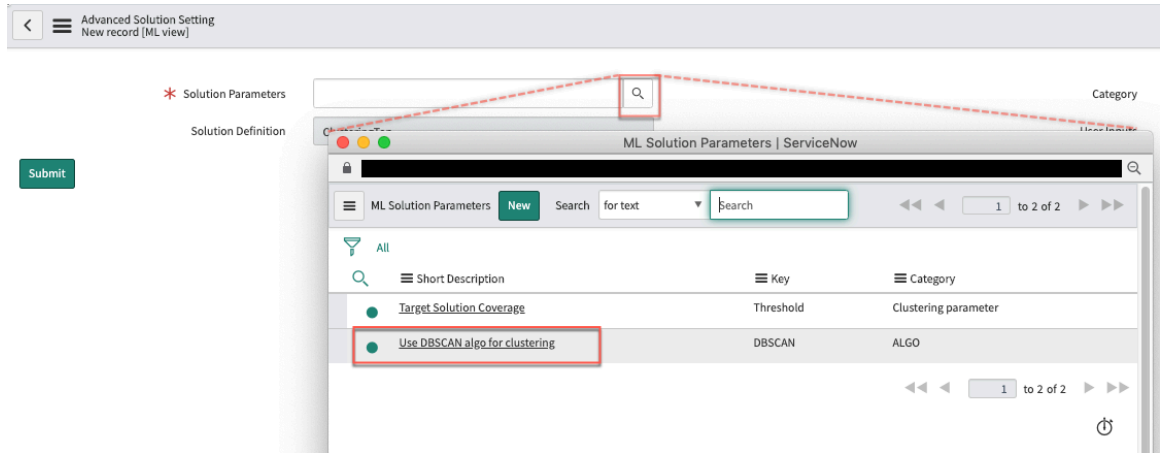 Advanced Solution Setting
New record [ML view]
Solution Parameters
Category
Solution Definition
User Inputs
Submit
ML Solution Parameters | ServiceNow
ML Solution Parameters New Search for text Search 1 to 2 of 2
All
Short Description Key Category
Target Solution Coverage Threshold Clustering parameter
Use DBSCAN algo for clustering DBSCAN ALGO
1 to 2 of 2